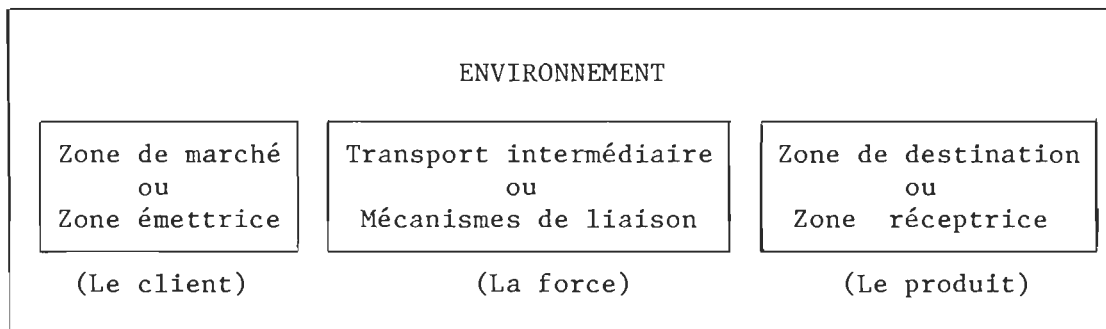 ENVIRONNEMENT
Zone de marché
ou
Zone émettrice
(Le client)
Transport intermédiaire
ou
Mécanismes de liaison
(La force)
Zone de destination
ou
Zone réceptrice
(Le produit)